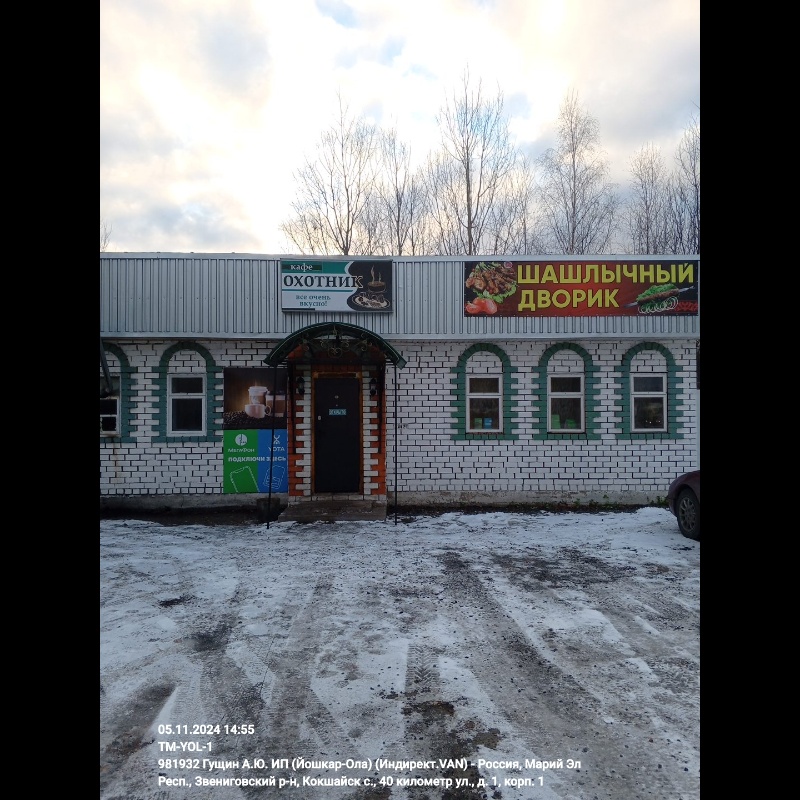 кафе
ОХОТНИК
все очень
вкусно!
ШАШЛЫЧНЫЙ
ДВОРИК
МегаФон YOTA
ПОДКЛЮЧИ ЗДЕСЬ
05.11.2024 14:55
TM-YOL-1
981932 Гущин А.Ю. ИП (Йошкар-Ола) (Индирект.VAN) - Россия, Марий Эл
Респ., Звениговский р-н, Кокшайск с., 40 километр ул., д. 1, корп. 1